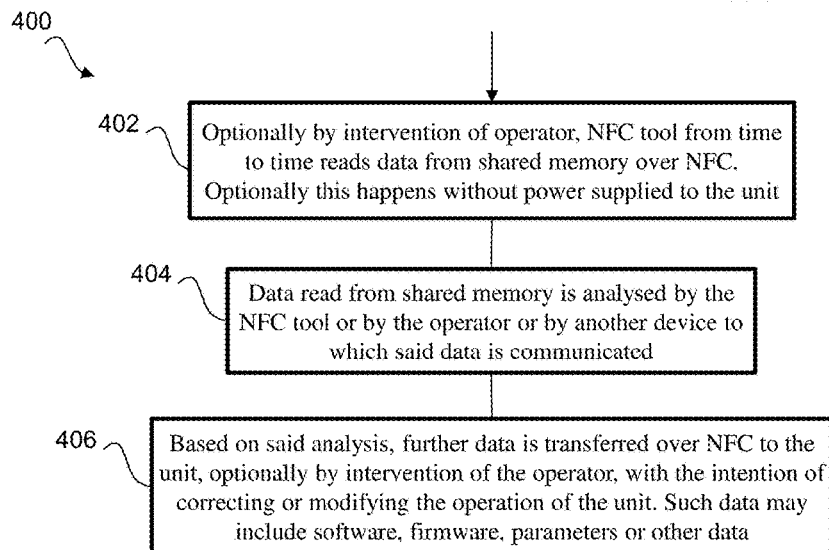 400
402
Optionally by intervention of operator, NFC tool from time
to time reads data from shared memory over NFC.
Optionally this happens without power supplied to the unit
404
Data read from shared memory is analysed by the
NFC tool or by the operator or by another device to
which said data is communicated
406
Based on said analysis, further data is transferred over NFC to the
unit, optionally by intervention of the operator, with the intention of
correcting or modifying the operation of the unit. Such data may
include software, firmware, parameters or other data